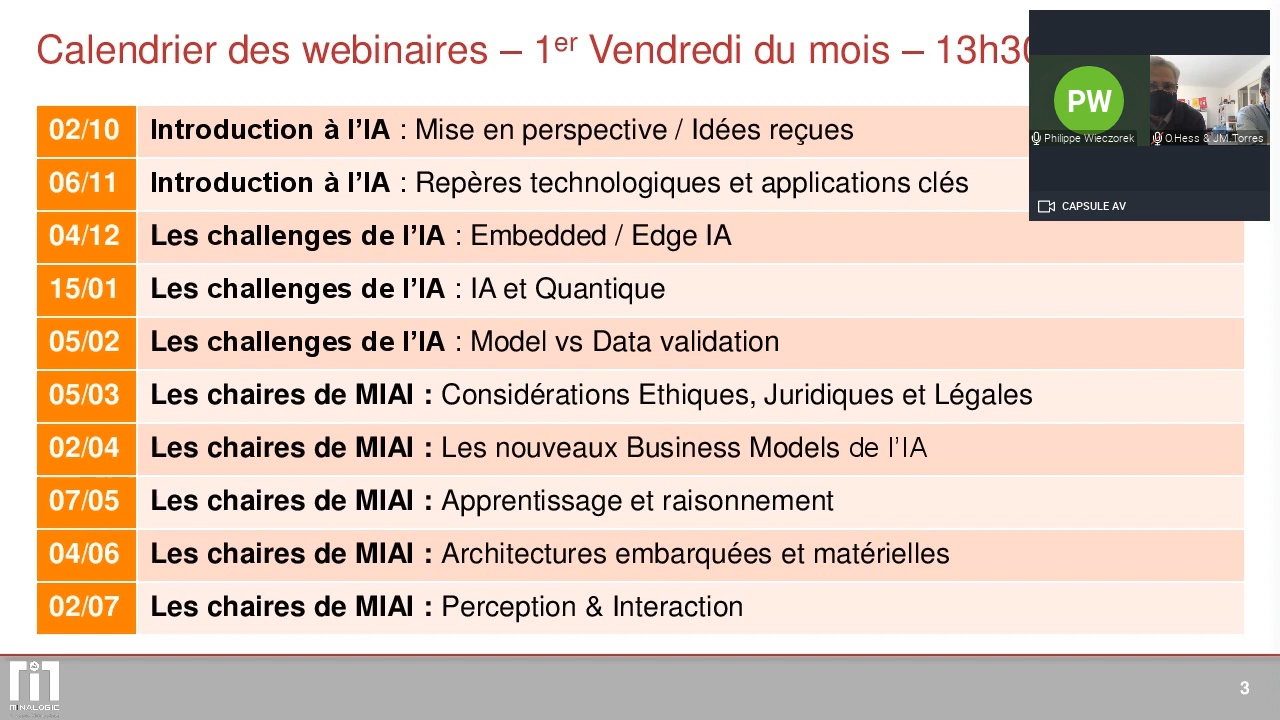 Calendrier des webinaires – 1er Vendredi du mois – 13h30
PW
Philippe Wieczorek
O.Hess & JM. Torres
CAPSULE AV
02/10 Introduction à l’IA : Mise en perspective / Idées reçues
06/11 Introduction à l’IA : Repères technologiques et applications clés
04/12 Les challenges de l’IA : Embedded / Edge IA
15/01 Les challenges de l’IA : IA et Quantique
05/02 Les challenges de l’IA : Model vs Data validation
05/03 Les chaires de MIAI : Considérations Ethiques, Juridiques et Légales
02/04 Les chaires de MIAI : Les nouveaux Business Models de l’IA
07/05 Les chaires de MIAI : Apprentissage et raisonnement
04/06 Les chaires de MIAI : Architectures embarquées et matérielles
02/07 Les chaires de MIAI : Perception & Interaction
MINALOGIC
3